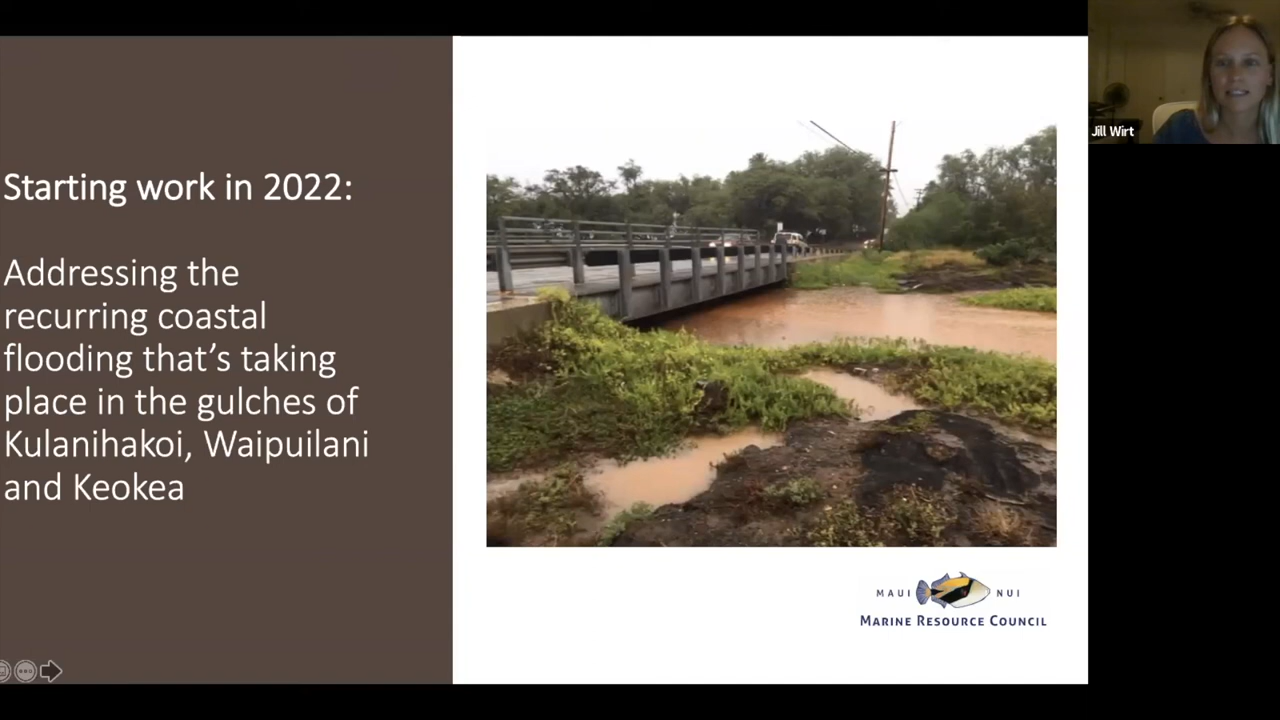 Starting work in 2022:
Addressing the
recurring coastal
flooding that's taking
place in the gulches of
Kulanihakoi, Waipuilani
and Keokea
MAUI NUI
MARINE RESOURCE COUNCIL
Jill Wirt